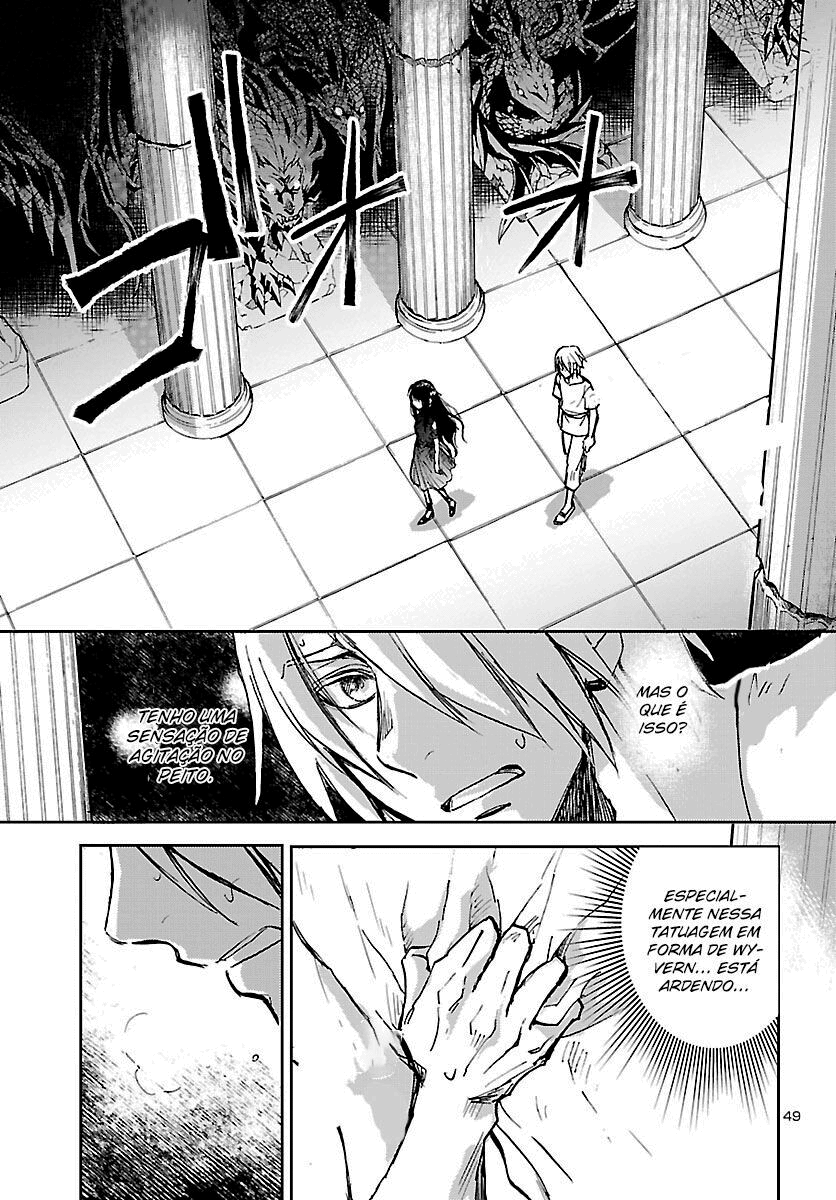 ゴオオ
MAS O
QUE É
ISSO?
TENHO UMA
SENSAÇÃO DE
AGITAÇÃO NO
PEITO.
ESPECIAL-
MENTE NESSA
TATUAGEM EM
FORMA DE WY-
VERN... ESTÁ
ARDENDO...
49